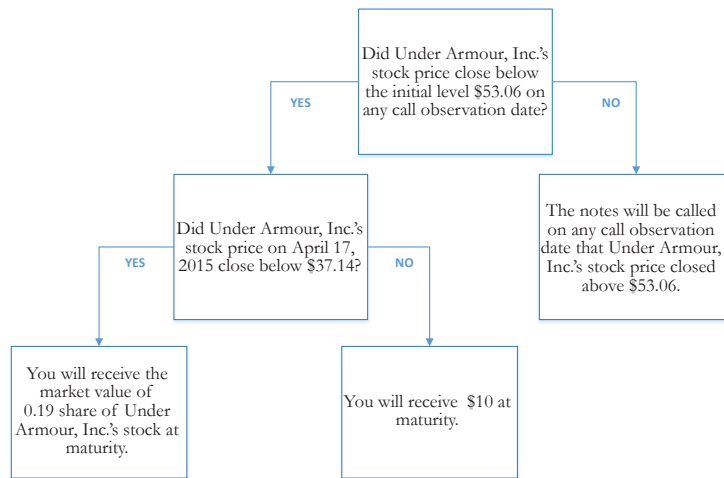 Did Under Armour, Inc.'s
stock price close below
the initial level $53.06 on
any call observation date?
YES
NO
Did Under Armour, Inc.'s
stock price on April 17,
2015 close below $37.14?
The notes will be called
on any call observation
date that Under Armour,
Inc.'s stock price closed
above $53.06.
YES
NO
You will receive the
market value of
0.19 share of Under
Armour, Inc.'s stock at
maturity.
You will receive $10 at
maturity.